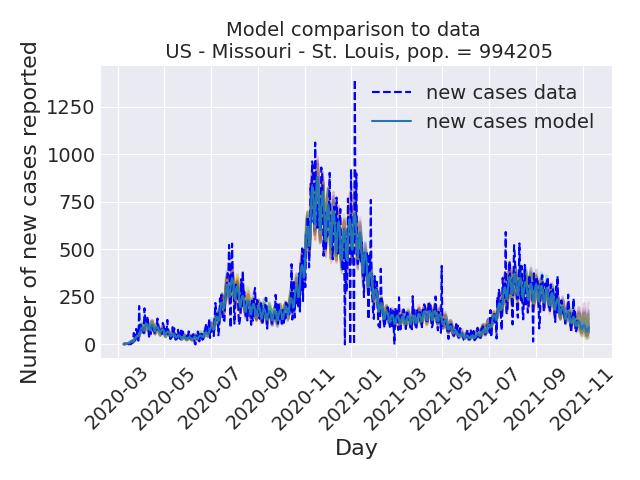 Model comparison to data
US - Missouri - St. Louis, pop. = 994205
Number of new cases reported
1250
1000
750
500
250
0
new cases data
new cases model
2020-03
2020-05
2020-07
2020-09
2020-11
2021-01
2021-03
2021-05
2021-07
2021-09
2021-11
Day